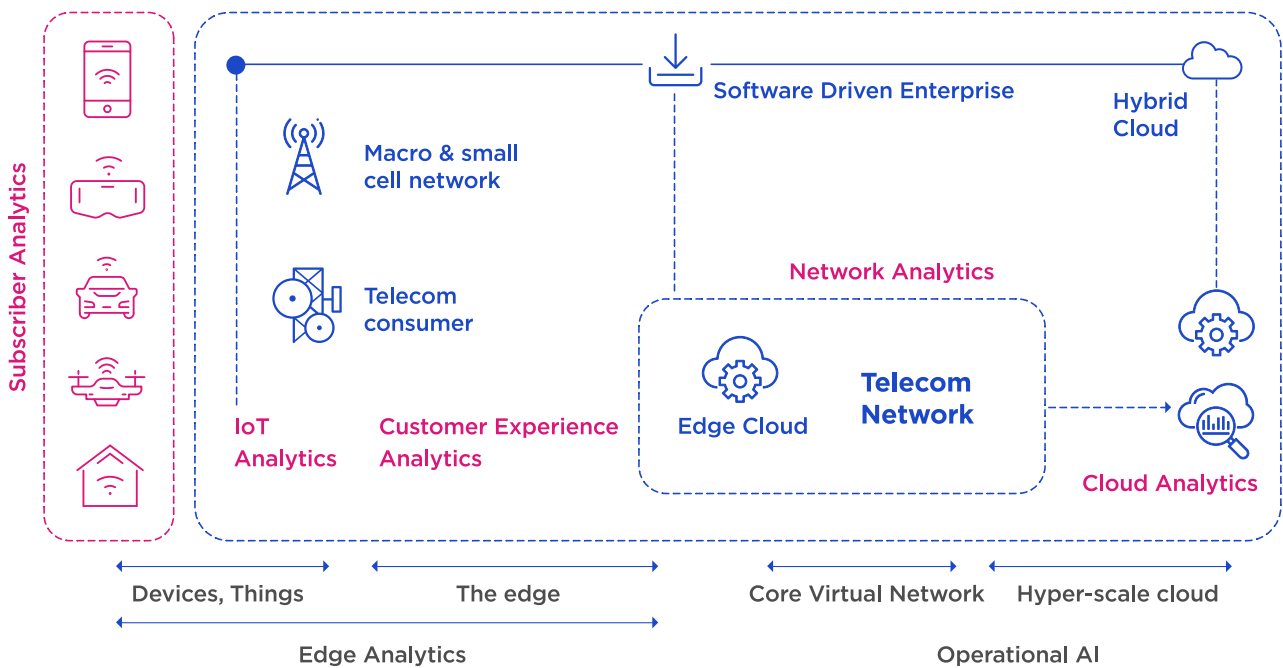 Subscriber Analytics
Software Driven Enterprise
Hybrid
Cloud
Macro & small
cell network
Telecom
consumer
Network Analytics
Edge Cloud
Telecom
Network
IoT
Analytics
Customer Experience
Analytics
Cloud Analytics
Devices, Things
The edge
Core Virtual Network
Hyper-scale cloud
Edge Analytics
Operational AI